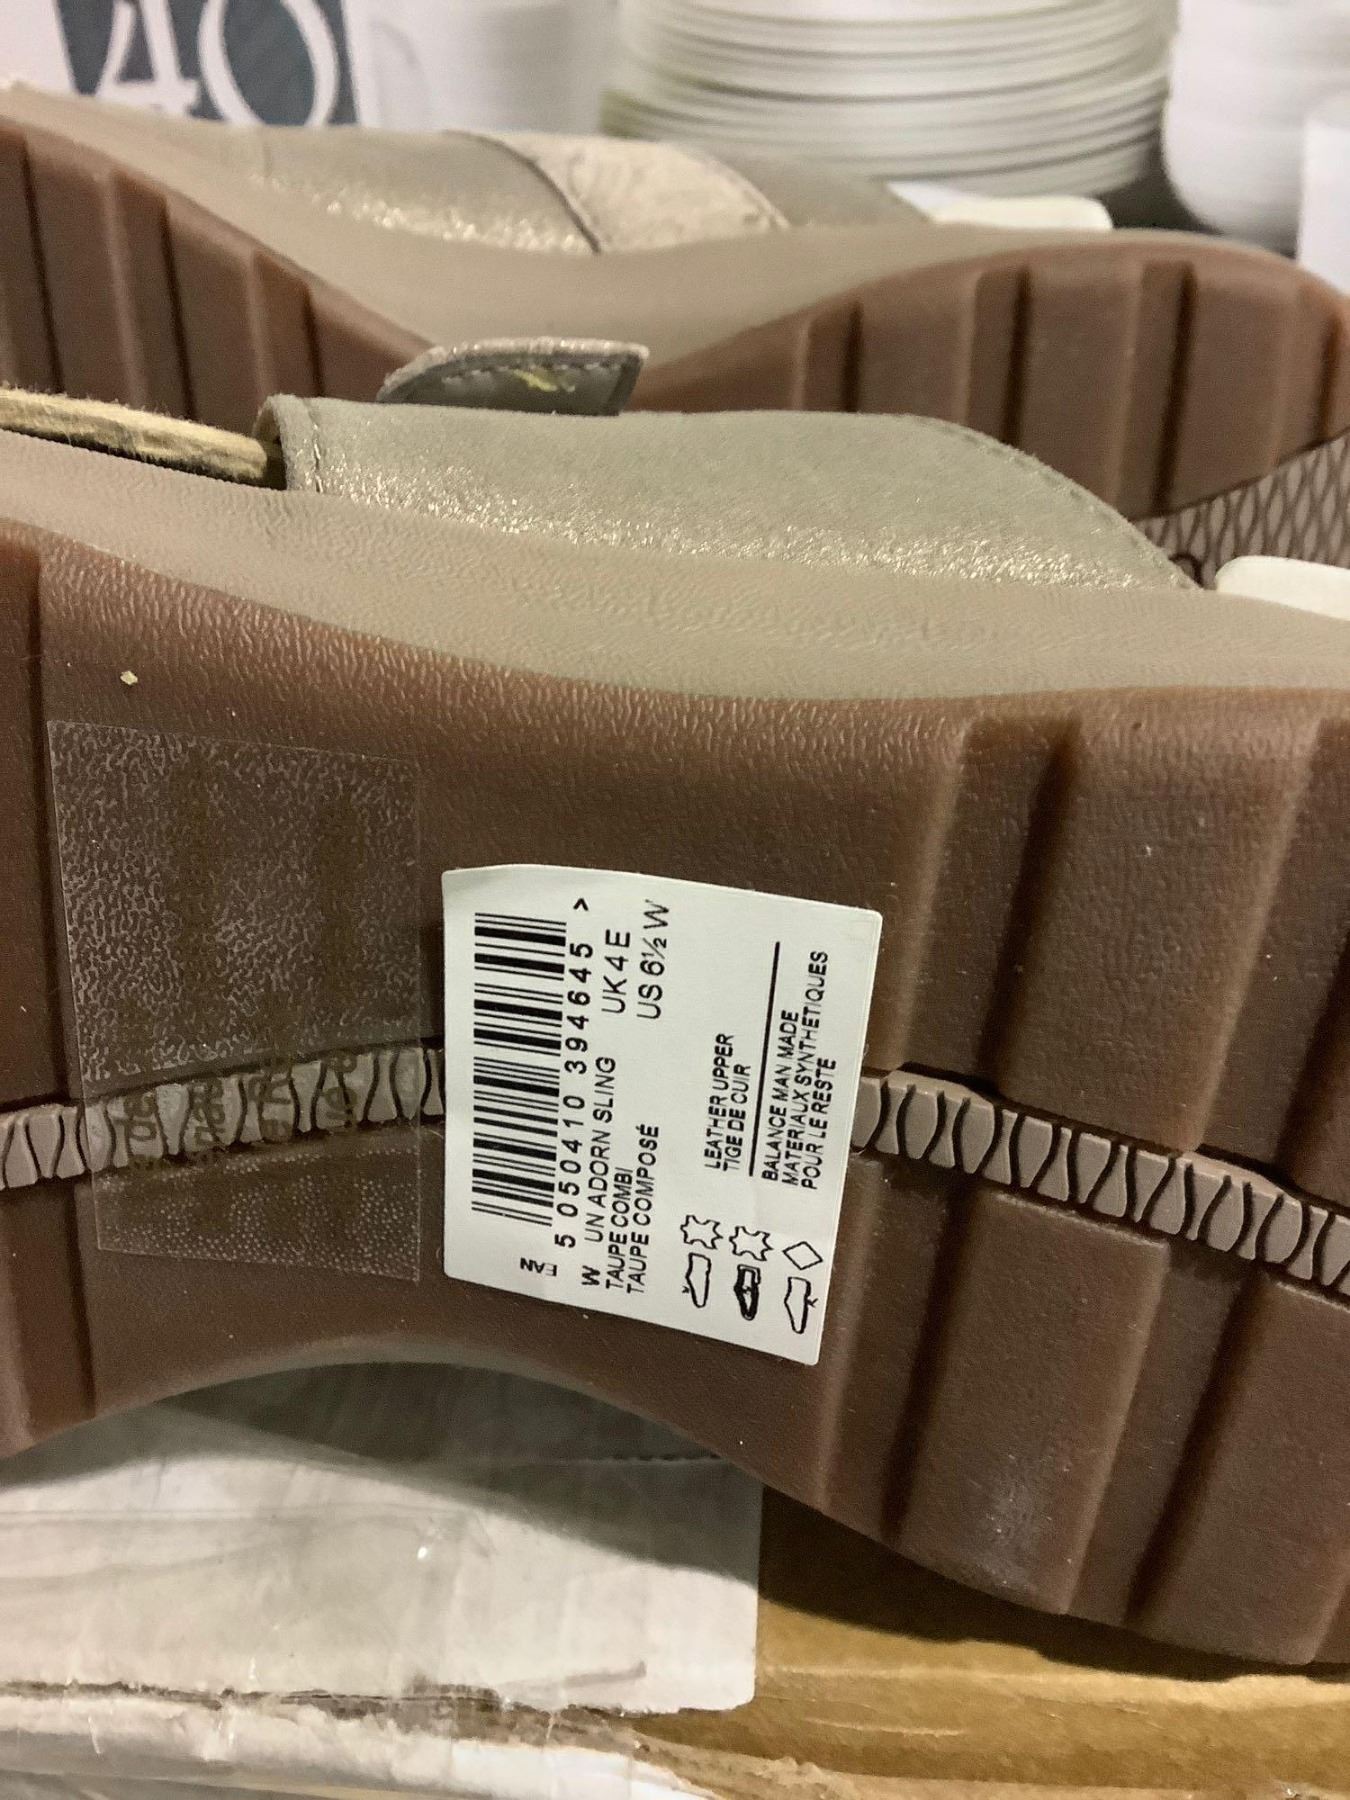 40
5 050410 394645 >
EAN
W UN ADORN SLING UK 4 E
TAUPE COMBI US 6½ W
TAUPE COMPOSÉ
LEATHER UPPER
TIGE DE CUIR
BALANCE MAN MADE
MATERIAUX SYNTHETIQUES
POUR LE RESTE